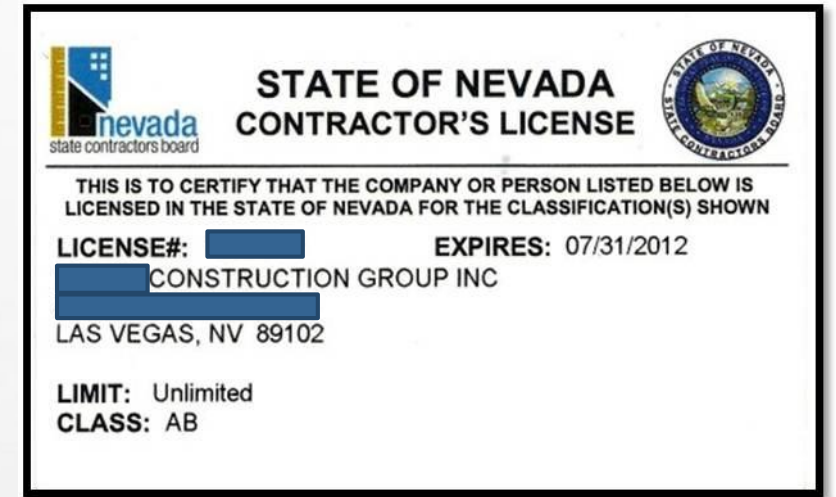 nevada
state contractors board
STATE OF NEVADA
CONTRACTOR'S LICENSE
STATE OF NEVADA
STATE CONTRACTORS BOARD
THIS IS TO CERTIFY THAT THE COMPANY OR PERSON LISTED BELOW IS
LICENSED IN THE STATE OF NEVADA FOR THE CLASSIFICATION(S) SHOWN
LICENSE#: EXPIRES: 07/31/2012
CONSTRUCTION GROUP INC
LAS VEGAS, NV 89102
LIMIT: Unlimited
CLASS: AB